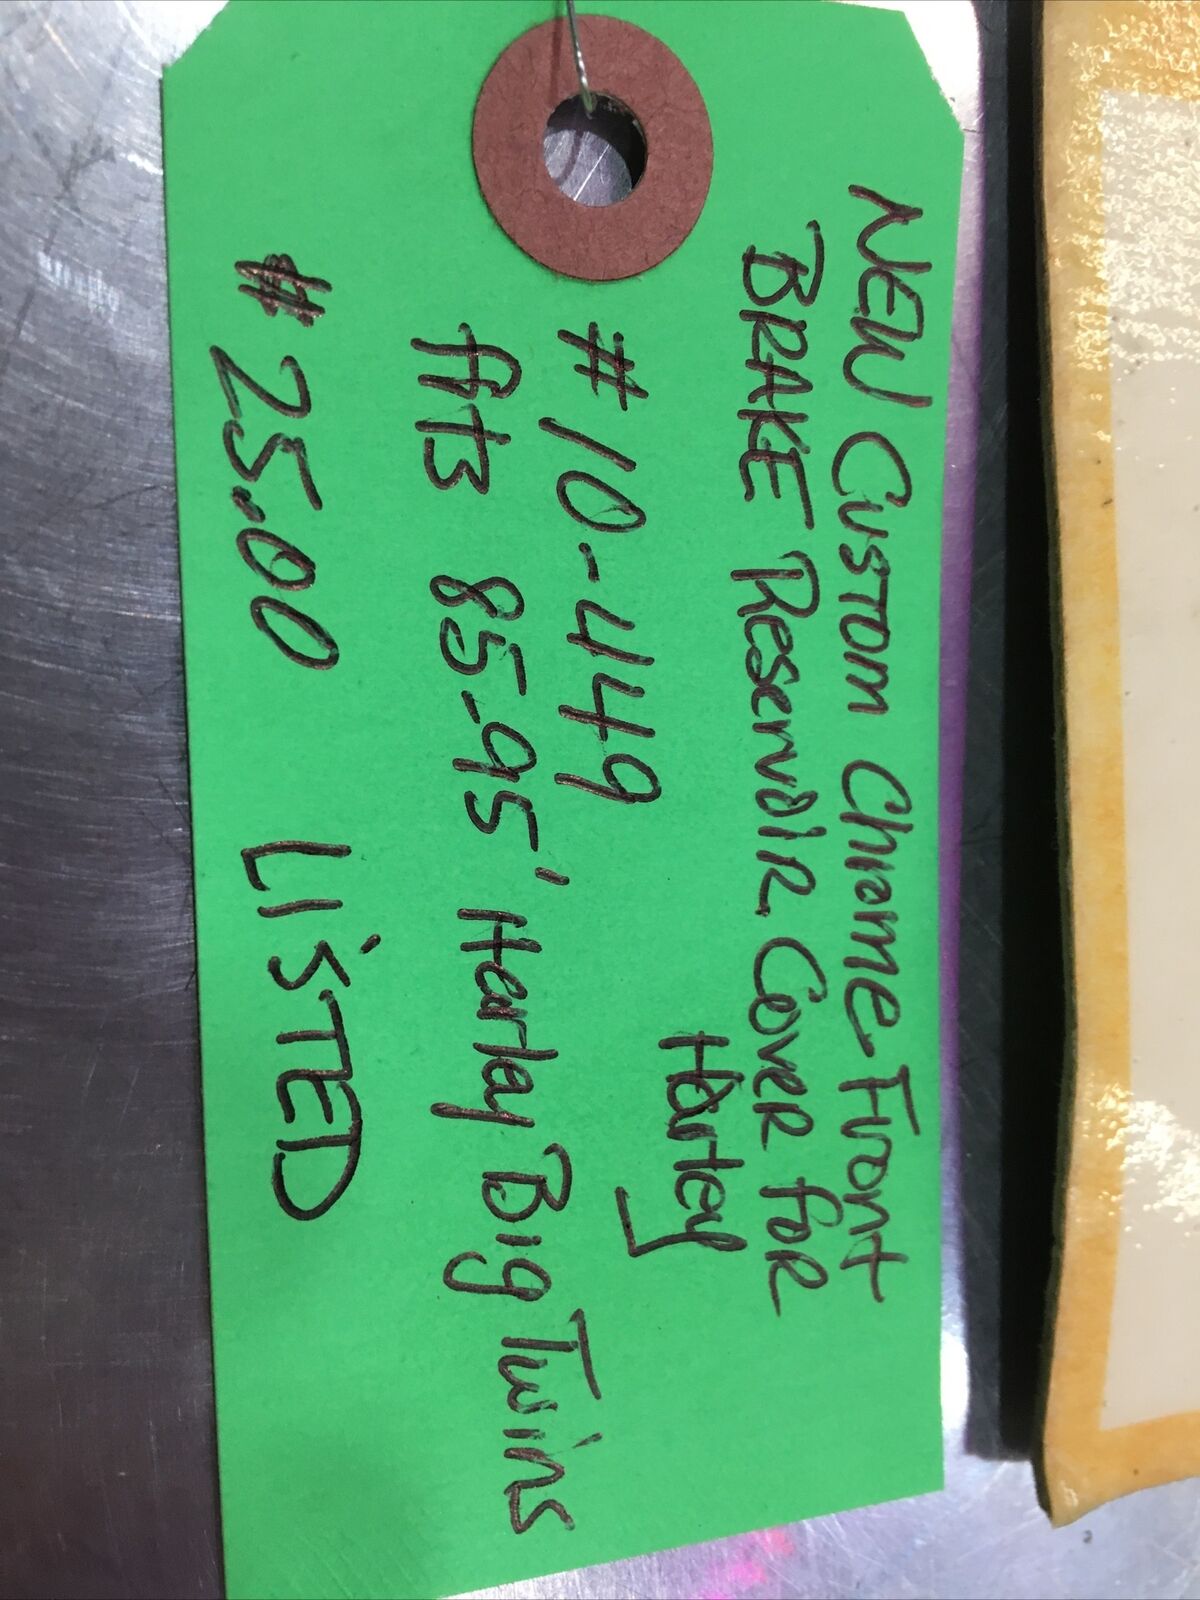 NEW Custom Chrome-Front
BRAKE Reservoir Cover for
Harley
#10-449
fits 85-95' Harley Big Twins
# 25.00 LiSTED